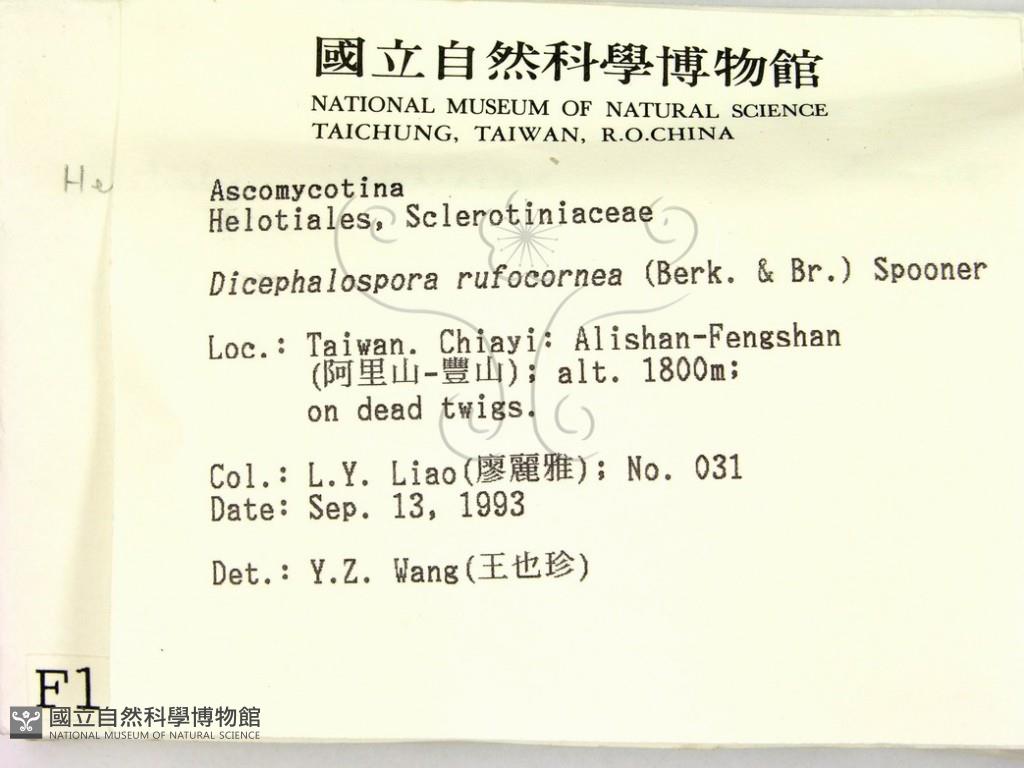 國立自然科學博物館
NATIONAL MUSEUM OF NATURAL SCIENCE
TAICHUNG, TAIWAN, R.O.CHINA
He
Ascomycotina
Helotiales, Sclerotiniaceae
Dicephalospora rufocornea (Berk. & Br.) Spooner
Loc.: Taiwan. Chiayi: Alishan-Fengshan
(阿里山-豐山); alt. 1800m;
on dead twigs.
Col.: L.Y. Liao(廖麗雅); No. 031
Date: Sep. 13, 1993
Det.: Y.Z. Wang(王也珍)
F1
國立自然科學博物館
NATIONAL MUSEUM OF NATURAL SCIENCE